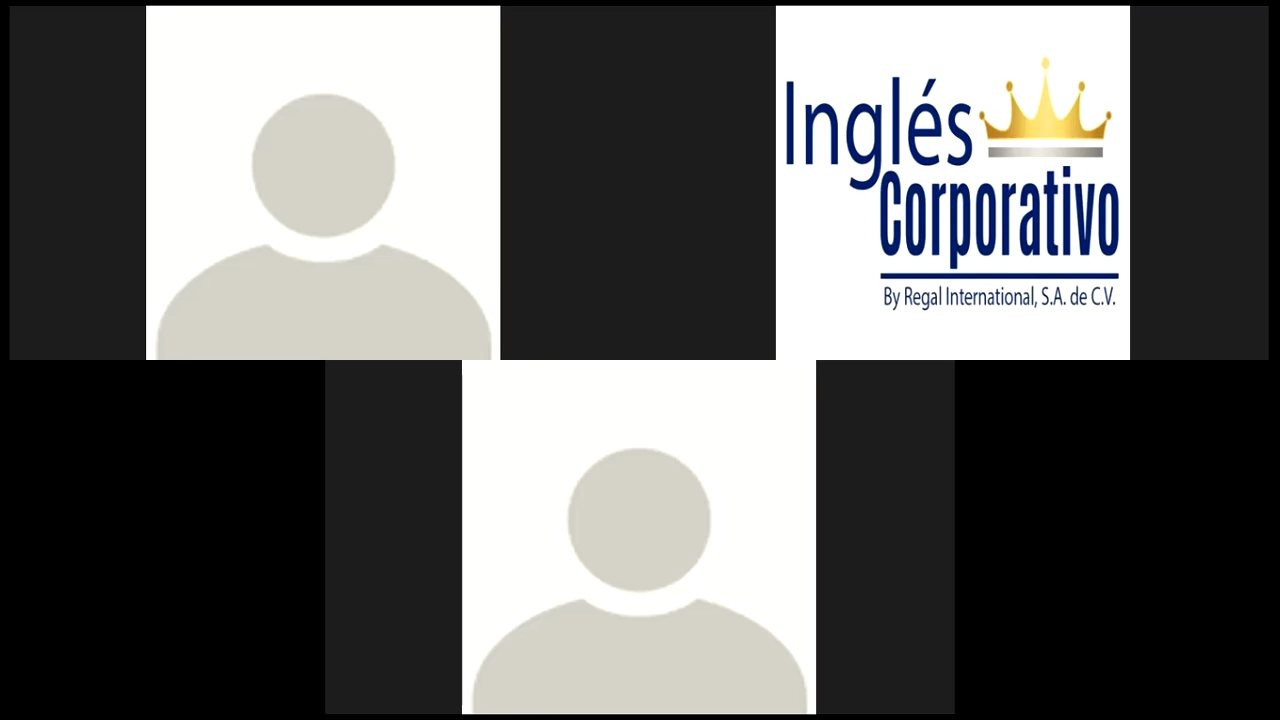 Inglés
Corporativo
By Regal International, S.A. de C.V.